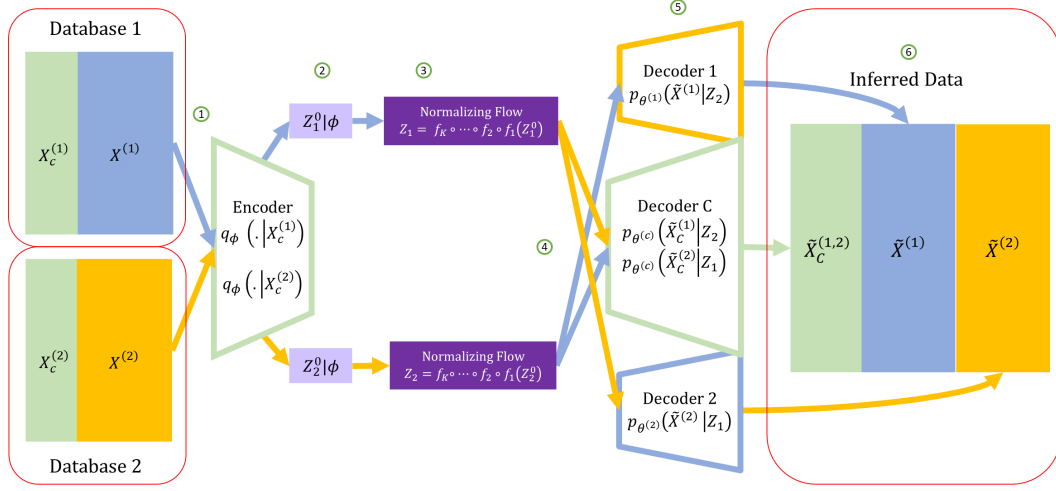 Database 1
X_c^{(1)}
X^{(1)}
X_c^{(2)}
X^{(2)}
Database 2
①
Encoder
q_ϕ (. |X_c^{(1)})
q_ϕ (. |X_c^{(2)})
②
Z_1^0|ϕ
Z_2^0|ϕ
③
Normalizing Flow
Z_1 = f_K ∘ ⋯ ∘ f_2 ∘ f_1(Z_1^0)
Normalizing Flow
Z_2 = f_K ∘ ⋯ ∘ f_2 ∘ f_1(Z_2^0)
④
⑤
Decoder 1
p_{θ^{(1)}}(X̃^{(1)}|Z_2)
Decoder C
p_{θ^{(c)}}(X̃_C^{(1)}|Z_2)
p_{θ^{(c)}}(X̃_C^{(2)}|Z_1)
Decoder 2
p_{θ^{(2)}}(X̃^{(2)} |Z_1)
⑥
Inferred Data
X̃_C^{(1,2)}
X̃^{(1)}
X̃^{(2)}